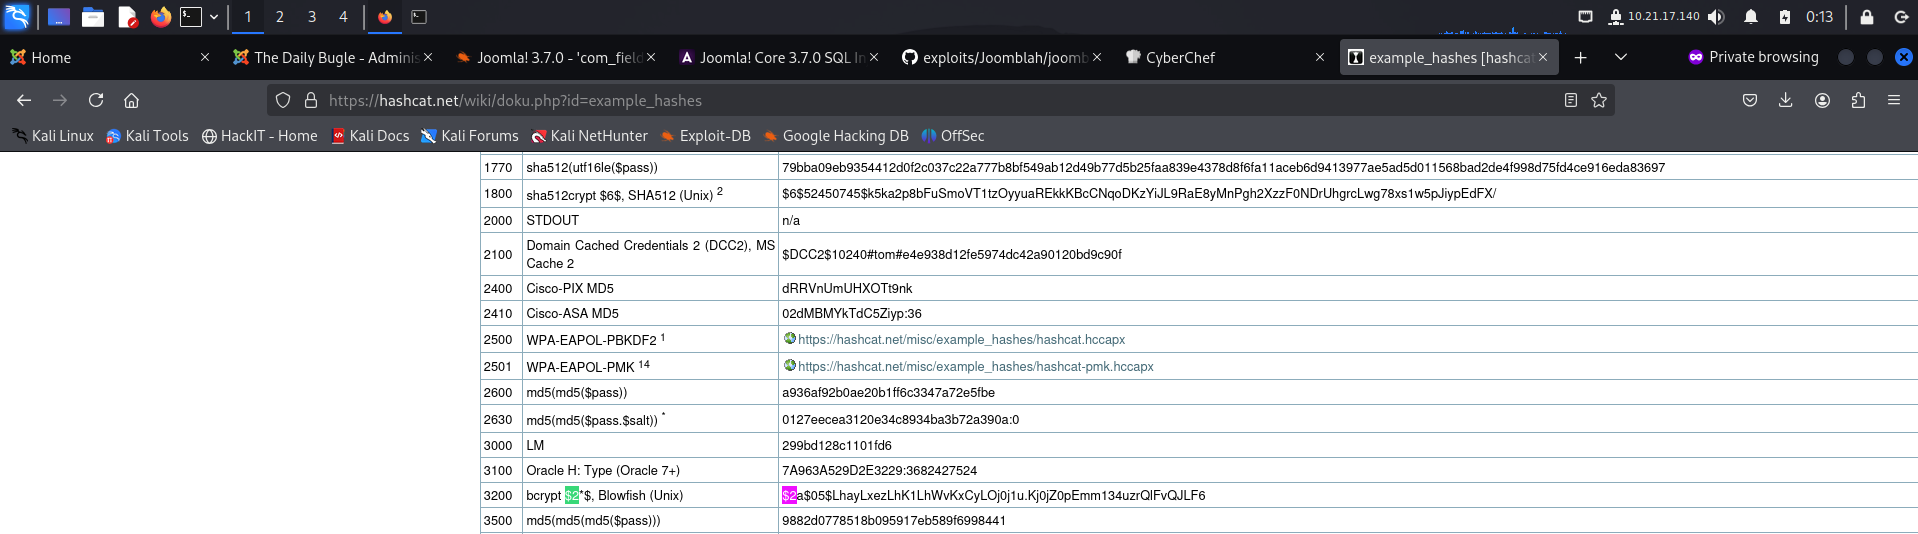 1 2 3 4 10.21.17.140 0:13
Home The Daily Bugle - Adminis Joomla! 3.7.0 - 'com_field Joomla! Core 3.7.0 SQL In exploits/Joomblah/joomb CyberChef example_hashes [hashcat Private browsing
https://hashcat.net/wiki/doku.php?id=example_hashes
Kali Linux Kali Tools HackIT - Home Kali Docs Kali Forums Kali NetHunter Exploit-DB Google Hacking DB OffSec
1770 sha512(utf16le($pass)) 79bba09eb9354412d0f2c037c22a777b8bf549ab12d49b77d5b25faa839e4378d8f6fa11aceb6d9413977ae5ad5d011568bad2de4f998d75fd4ce916eda83697
1800 sha512crypt $6$, SHA512 (Unix) 2 $6$52450745$k5ka2p8bFuSmoVT1tzOyyuaREkkKBcCNqoDKzYiJL9RaE8yMnPgh2XzzF0NDrUhgrcLwg78xs1w5pJiypEdFX/
2000 STDOUT n/a
2100 Domain Cached Credentials 2 (DCC2), MS
Cache 2 $DCC2$10240#tom#e4e938d12fe5974dc42a90120bd9c90f
2400 Cisco-PIX MD5 dRRVnUmUHXOTt9nk
2410 Cisco-ASA MD5 02dMBMYkTdC5Ziyp:36
2500 WPA-EAPOL-PBKDF2 1 https://hashcat.net/misc/example_hashes/hashcat.hccapx
2501 WPA-EAPOL-PMK 14 https://hashcat.net/misc/example_hashes/hashcat-pmk.hccapx
2600 md5(md5($pass)) a936af92b0ae20b1ff6c3347a72e5fbe
2630 md5(md5($pass.$salt)) * 0127eecea3120e34c8934ba3b72a390a:0
3000 LM 299bd128c1101fd6
3100 Oracle H: Type (Oracle 7+) 7A963A529D2E3229:3682427524
3200 bcrypt $2*$, Blowfish (Unix) $2a$05$LhayLxezLhK1LhWvKxCyLOj0j1u.Kj0jZ0pEmm134uzrQlFvQJLF6
3500 md5(md5(md5($pass))) 9882d0778518b095917eb589f6998441